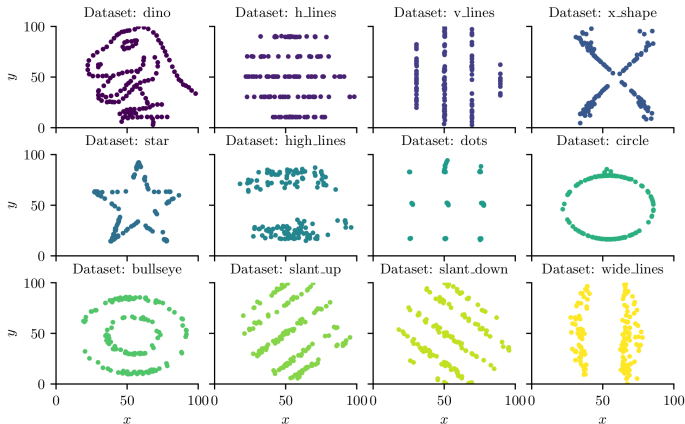 Dataset: dino Dataset: h_lines Dataset: v_lines Dataset: x_shape
100
y 50
0
Dataset: star Dataset: high_lines Dataset: dots Dataset: circle
100
y 50
0
Dataset: bullseye Dataset: slant_up Dataset: slant_down Dataset: wide_lines
100
y 50
0
0 50 100 0 50 100 0 50 100 0 50 100
x x x x